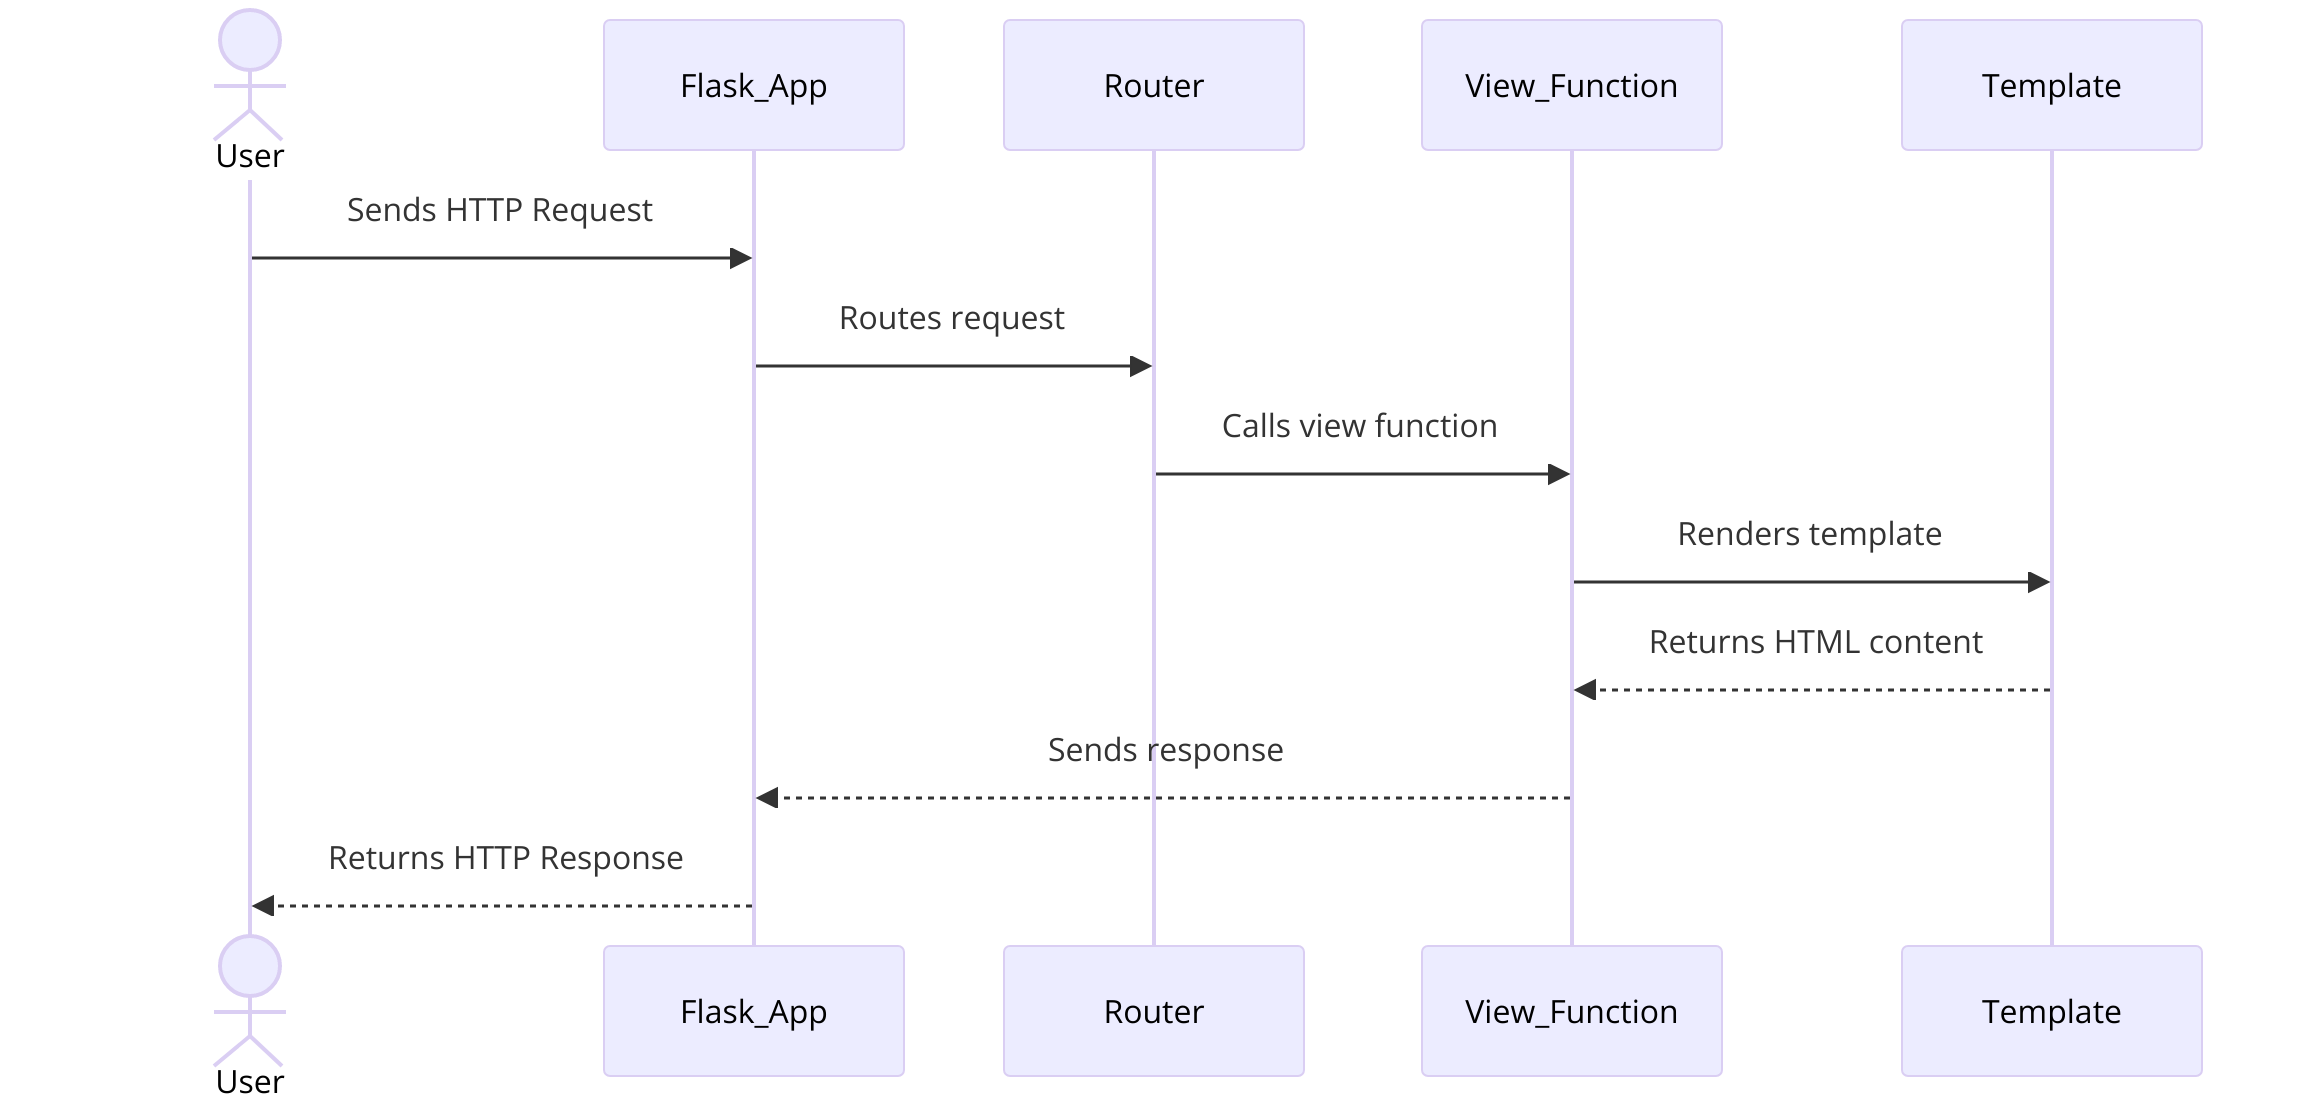 User
Flask_App
Router
View_Function
Template
Sends HTTP Request
Routes request
Calls view function
Renders template
Returns HTML content
Sends response
Returns HTTP Response
User
Flask_App
Router
View_Function
Template